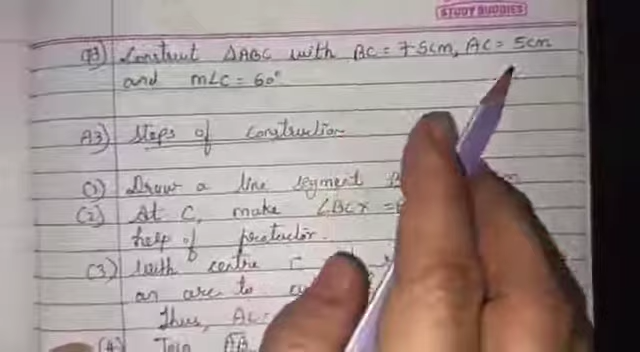 STUDY BUDDIES
Q3) Construct ΔABC with BC = 7.5cm, AC = 5cm
and m∠C = 60°
A3) Steps of construction
(1) Draw a line segment B
(2) At C, make ∠BCX =
help of protractor.
(3) With centre C
an arc to
Thus, AC =
(4) Join AB